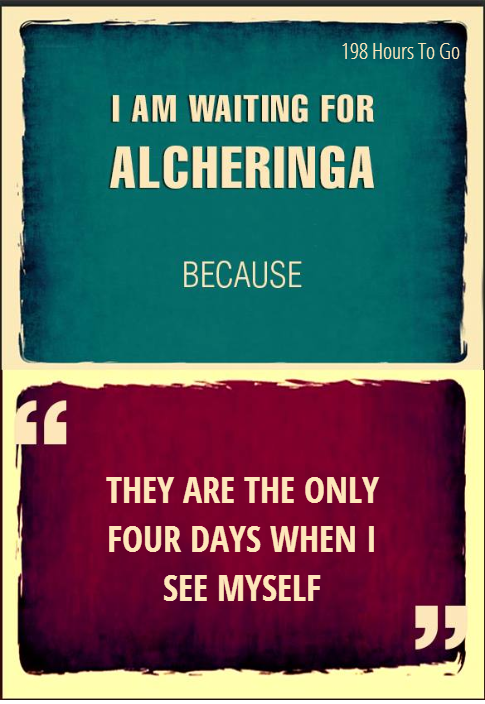 198 Hours To Go
I AM WAITING FOR
ALCHERINGA
BECAUSE
“
THEY ARE THE ONLY
FOUR DAYS WHEN I
SEE MYSELF
”